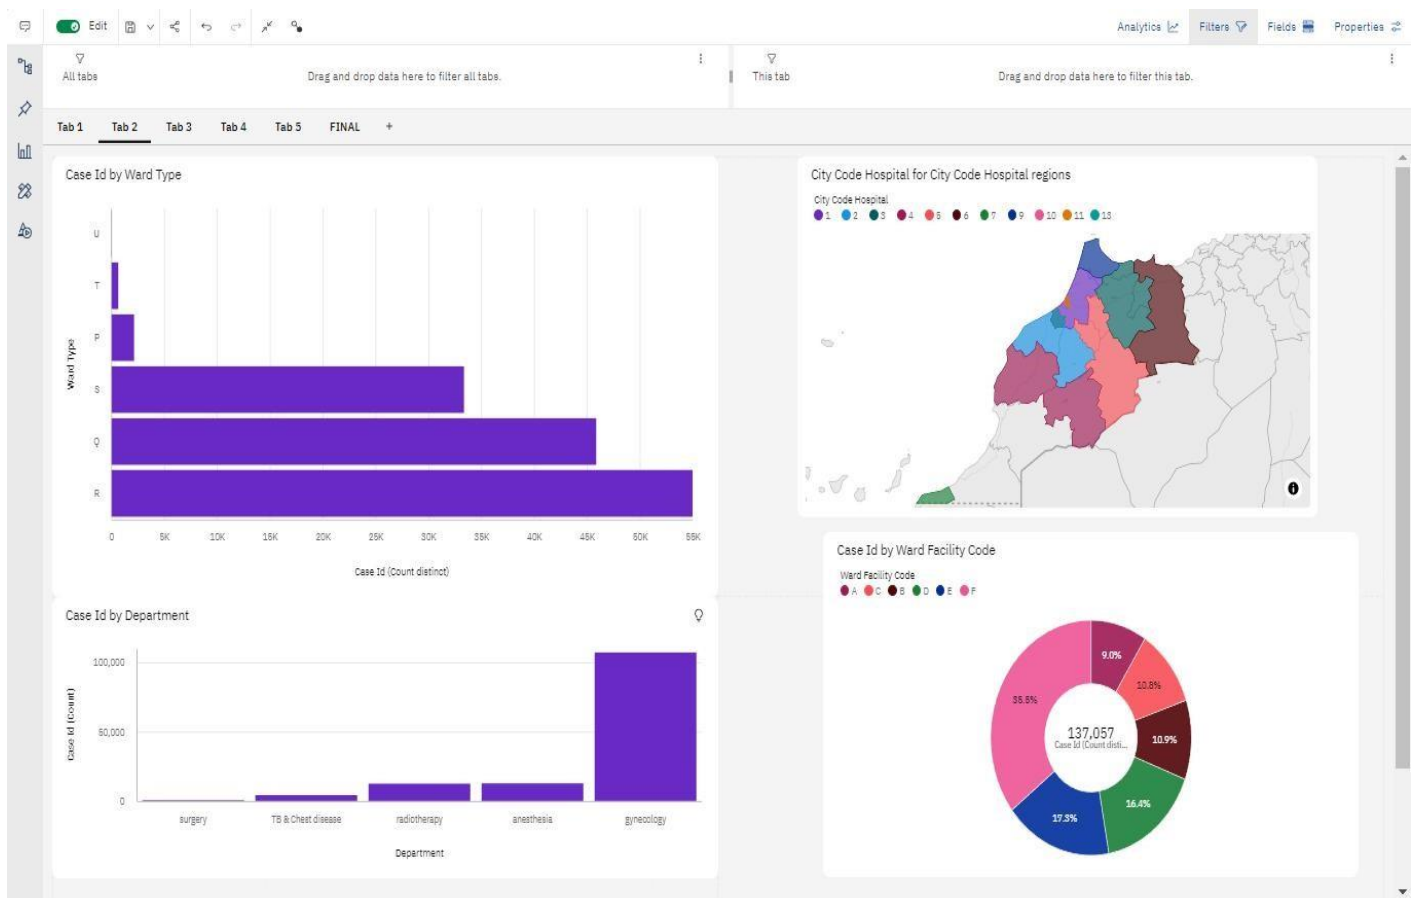 Edit
Analytics
Filters
Fields
Properties
All tabs
Drag and drop data here to filter all tabs.
This tab
Drag and drop data here to filter this tab.
Tab 1 Tab 2 Tab 3 Tab 4 Tab 5 FINAL +
Case Id by Ward Type
Ward Type
U
T
P
S
Q
R
0 5K 10K 15K 20K 25K 30K 35K 40K 45K 50K 55K
Case Id (Count distinct)
City Code Hospital for City Code Hospital regions
City Code Hospital
1 2 3 4 5 6 7 9 10 11 13
Case Id by Department
Case Id (Count)
100,000
50,000
0
surgery TB & Chest disease radiotherapy anesthesia gynecology
Department
Case Id by Ward Facility Code
Ward Facility Code
A C B D E F
9.0%
10.8%
10.9%
16.4%
17.3%
35.5%
137,057
Case Id (Count disti...